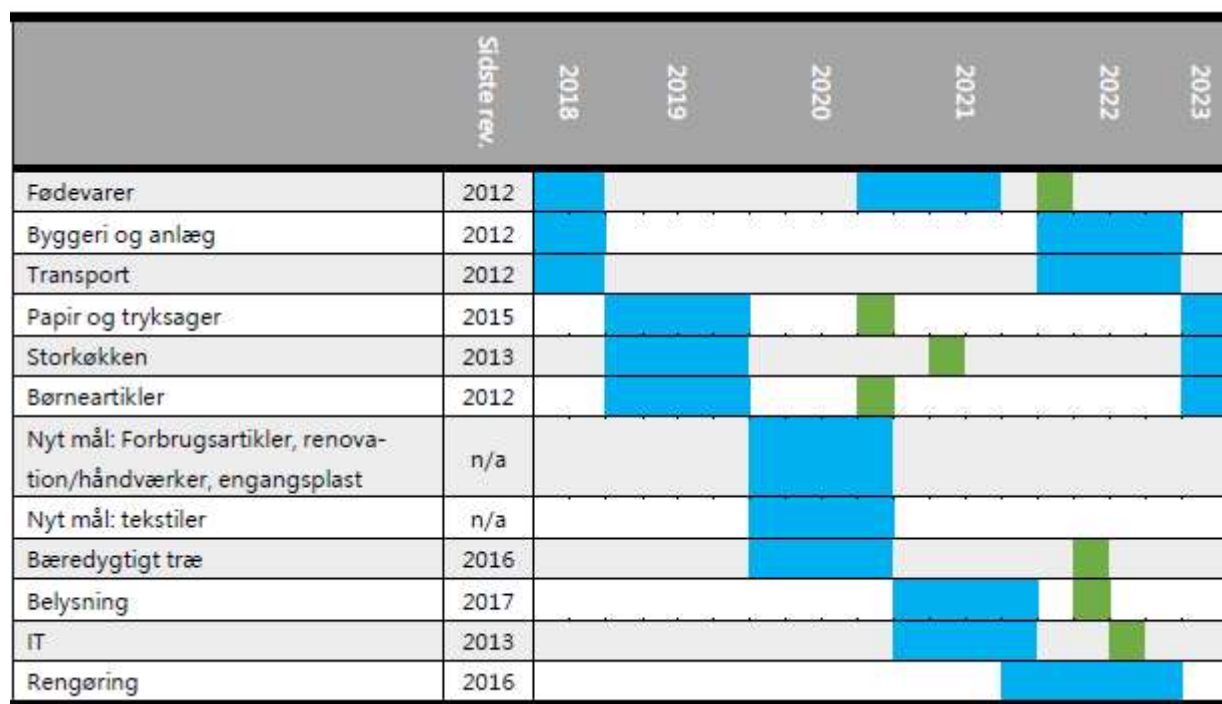 Sidste rev. 2018 2019 2020 2021 2022 2023
Fødevarer 2012
Byggeri og anlæg 2012
Transport 2012
Papir og tryksager 2015
Storkøkken 2013
Børneartikler 2012
Nyt mål: Forbrugsartikler, renova-
tion/håndværker, engangsplast n/a
Nyt mål: tekstiler n/a
Bæredygtigt træ 2016
Belysning 2017
IT 2013
Rengøring 2016